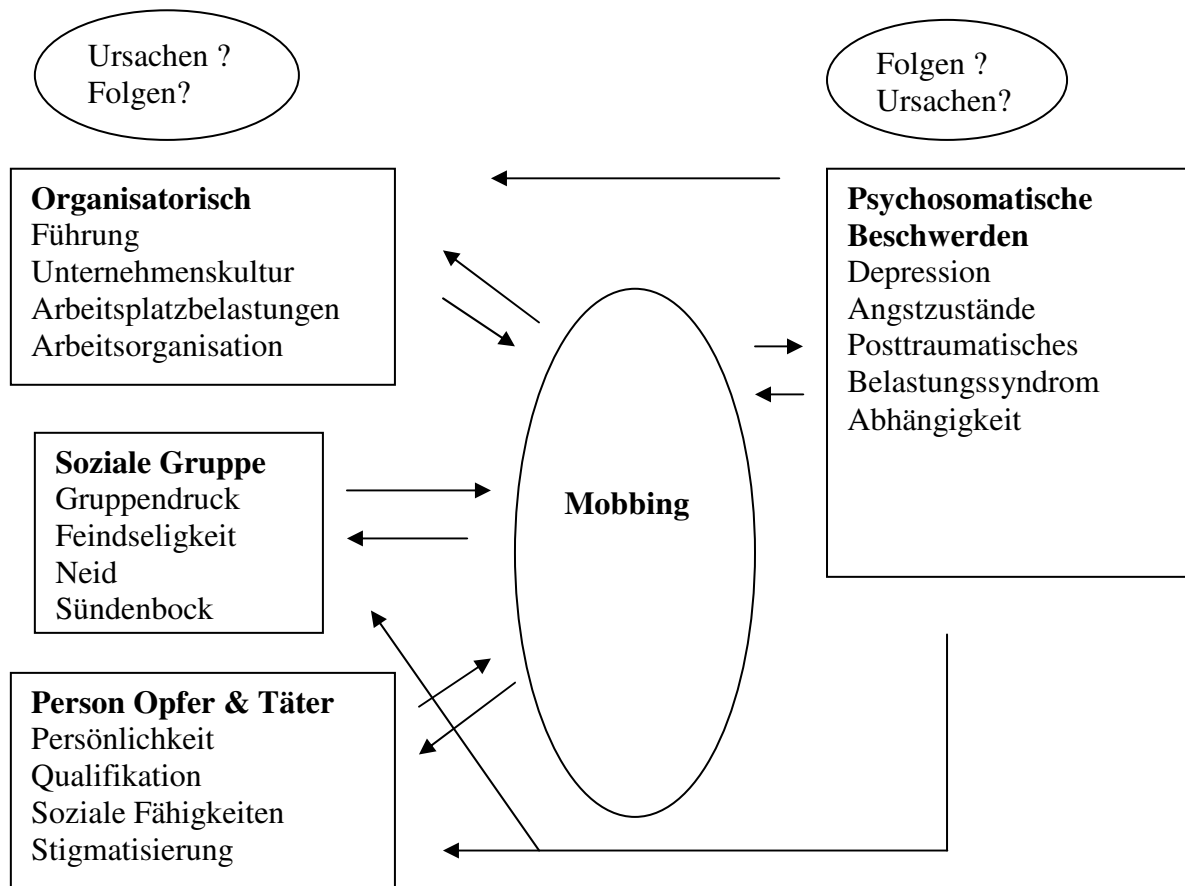 Ursachen ?
Folgen?
Folgen ?
Ursachen?
Organisatorisch
Führung
Unternehmenskultur
Arbeitsplatzbelastungen
Arbeitsorganisation
Soziale Gruppe
Gruppendruck
Feindseligkeit
Neid
Sündenbock
Person Opfer & Täter
Persönlichkeit
Qualifikation
Soziale Fähigkeiten
Stigmatisierung
Mobbing
Psychosomatische
Beschwerden
Depression
Angstzustände
Posttraumatisches
Belastungssyndrom
Abhängigkeit